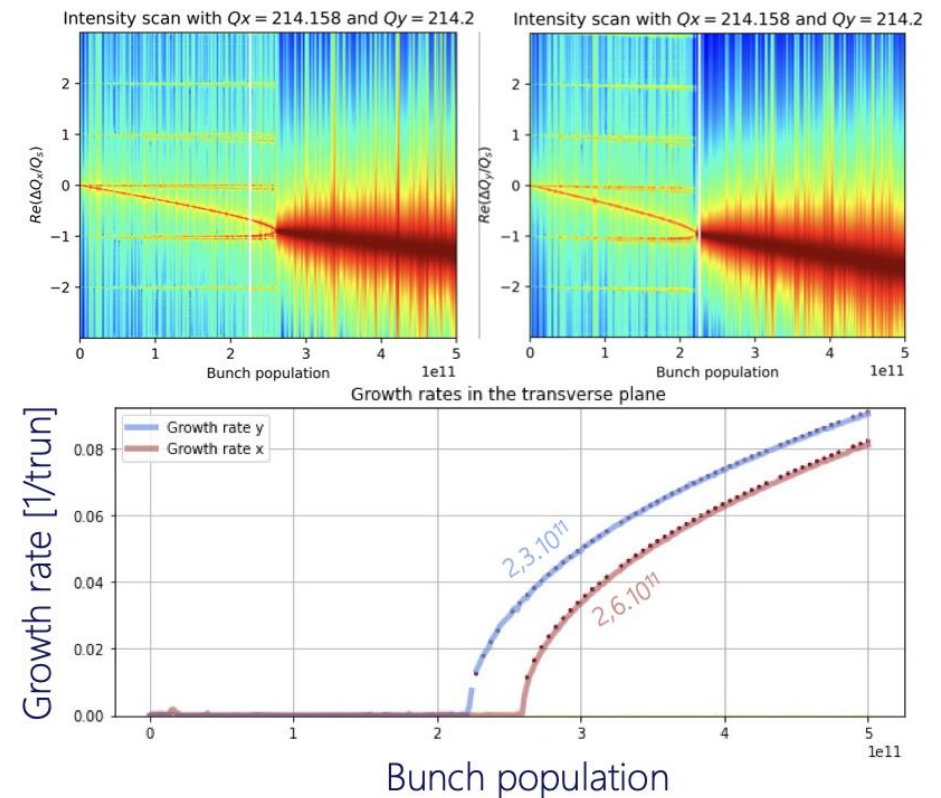 Intensity scan with Qx = 214.158 and Qy = 214.2
Re(ΔQx/Qs)
2
1
0
−1
−2
0 1 2 3 4 5
1e11
Bunch population
Intensity scan with Qx = 214.158 and Qy = 214.2
Re(ΔQy/Qs)
2
1
0
−1
−2
0 1 2 3 4 5
1e11
Bunch population
Growth rates in the transverse plane
Growth rate [1/trun]
Growth rate y
Growth rate x
0.08
0.06
0.04
0.02
0.00
2,3.10¹¹
2,6.10¹¹
0 1 2 3 4 5
1e11
Bunch population